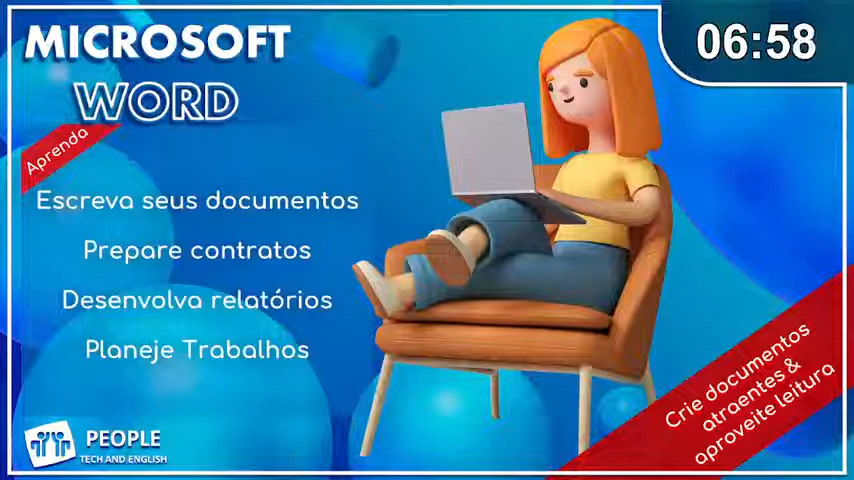 MICROSOFT
WORD
06:58
Aprenda
Escreva seus documentos
Prepare contratos
Desenvolva relatórios
Planeje Trabalhos
Crie documentos
atraentes &
aproveite leitura
PEOPLE
TECH AND ENGLISH